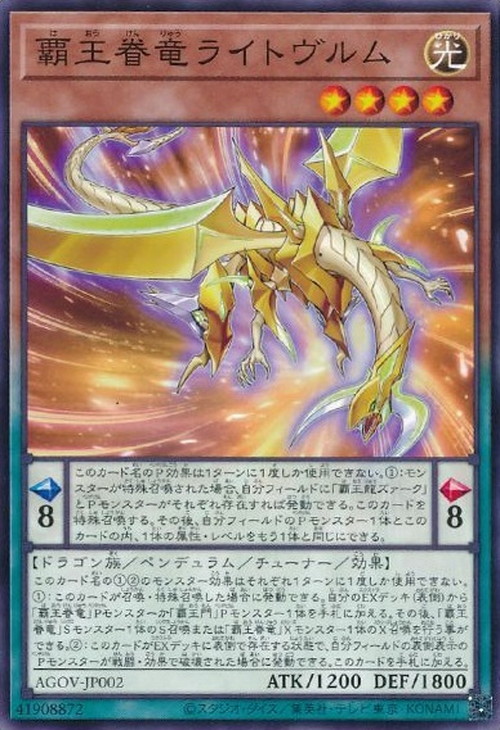 覇王眷竜ライトヴルム
光
このカード名のP効果は1ターンに1度しか使用できない。①:モン
スターが特殊召喚された場合、自分フィールドに「覇王龍ズァーク」
とPモンスターがそれぞれ存在すれば発動できる。このカードを
特殊召喚する。その後、自分フィールドのPモンスター1体とこの
カードの内、1体の属性・レベルをもう1体と同じにできる。
8
8
【ドラゴン族/ペンデュラム/チューナー/効果】
このカード名の①②のモンスター効果はそれぞれ1ターンに1度しか使用できない。
①:このカードが召喚・特殊召喚した場合に発動できる。自分のEXデッキ(表側)から
「覇王眷竜」Pモンスターか「覇王門」Pモンスター1体を手札に加える。その後、「覇王
眷竜」SモンスターI体のS召喚または「覇王眷竜」Xモンスター1体のX召喚を行う事が
できる。②:このカードがEXデッキに表側で存在する状態で、自分フィールドの表側表示の
Pモンスターが戦闘・効果で破壊された場合に発動できる。このカードを手札に加える。
AGOV-JP002
ATK/1200 DEF/1800
41908872
©スタジオ・ダイス/集英社・テレビ東京・KONAMI